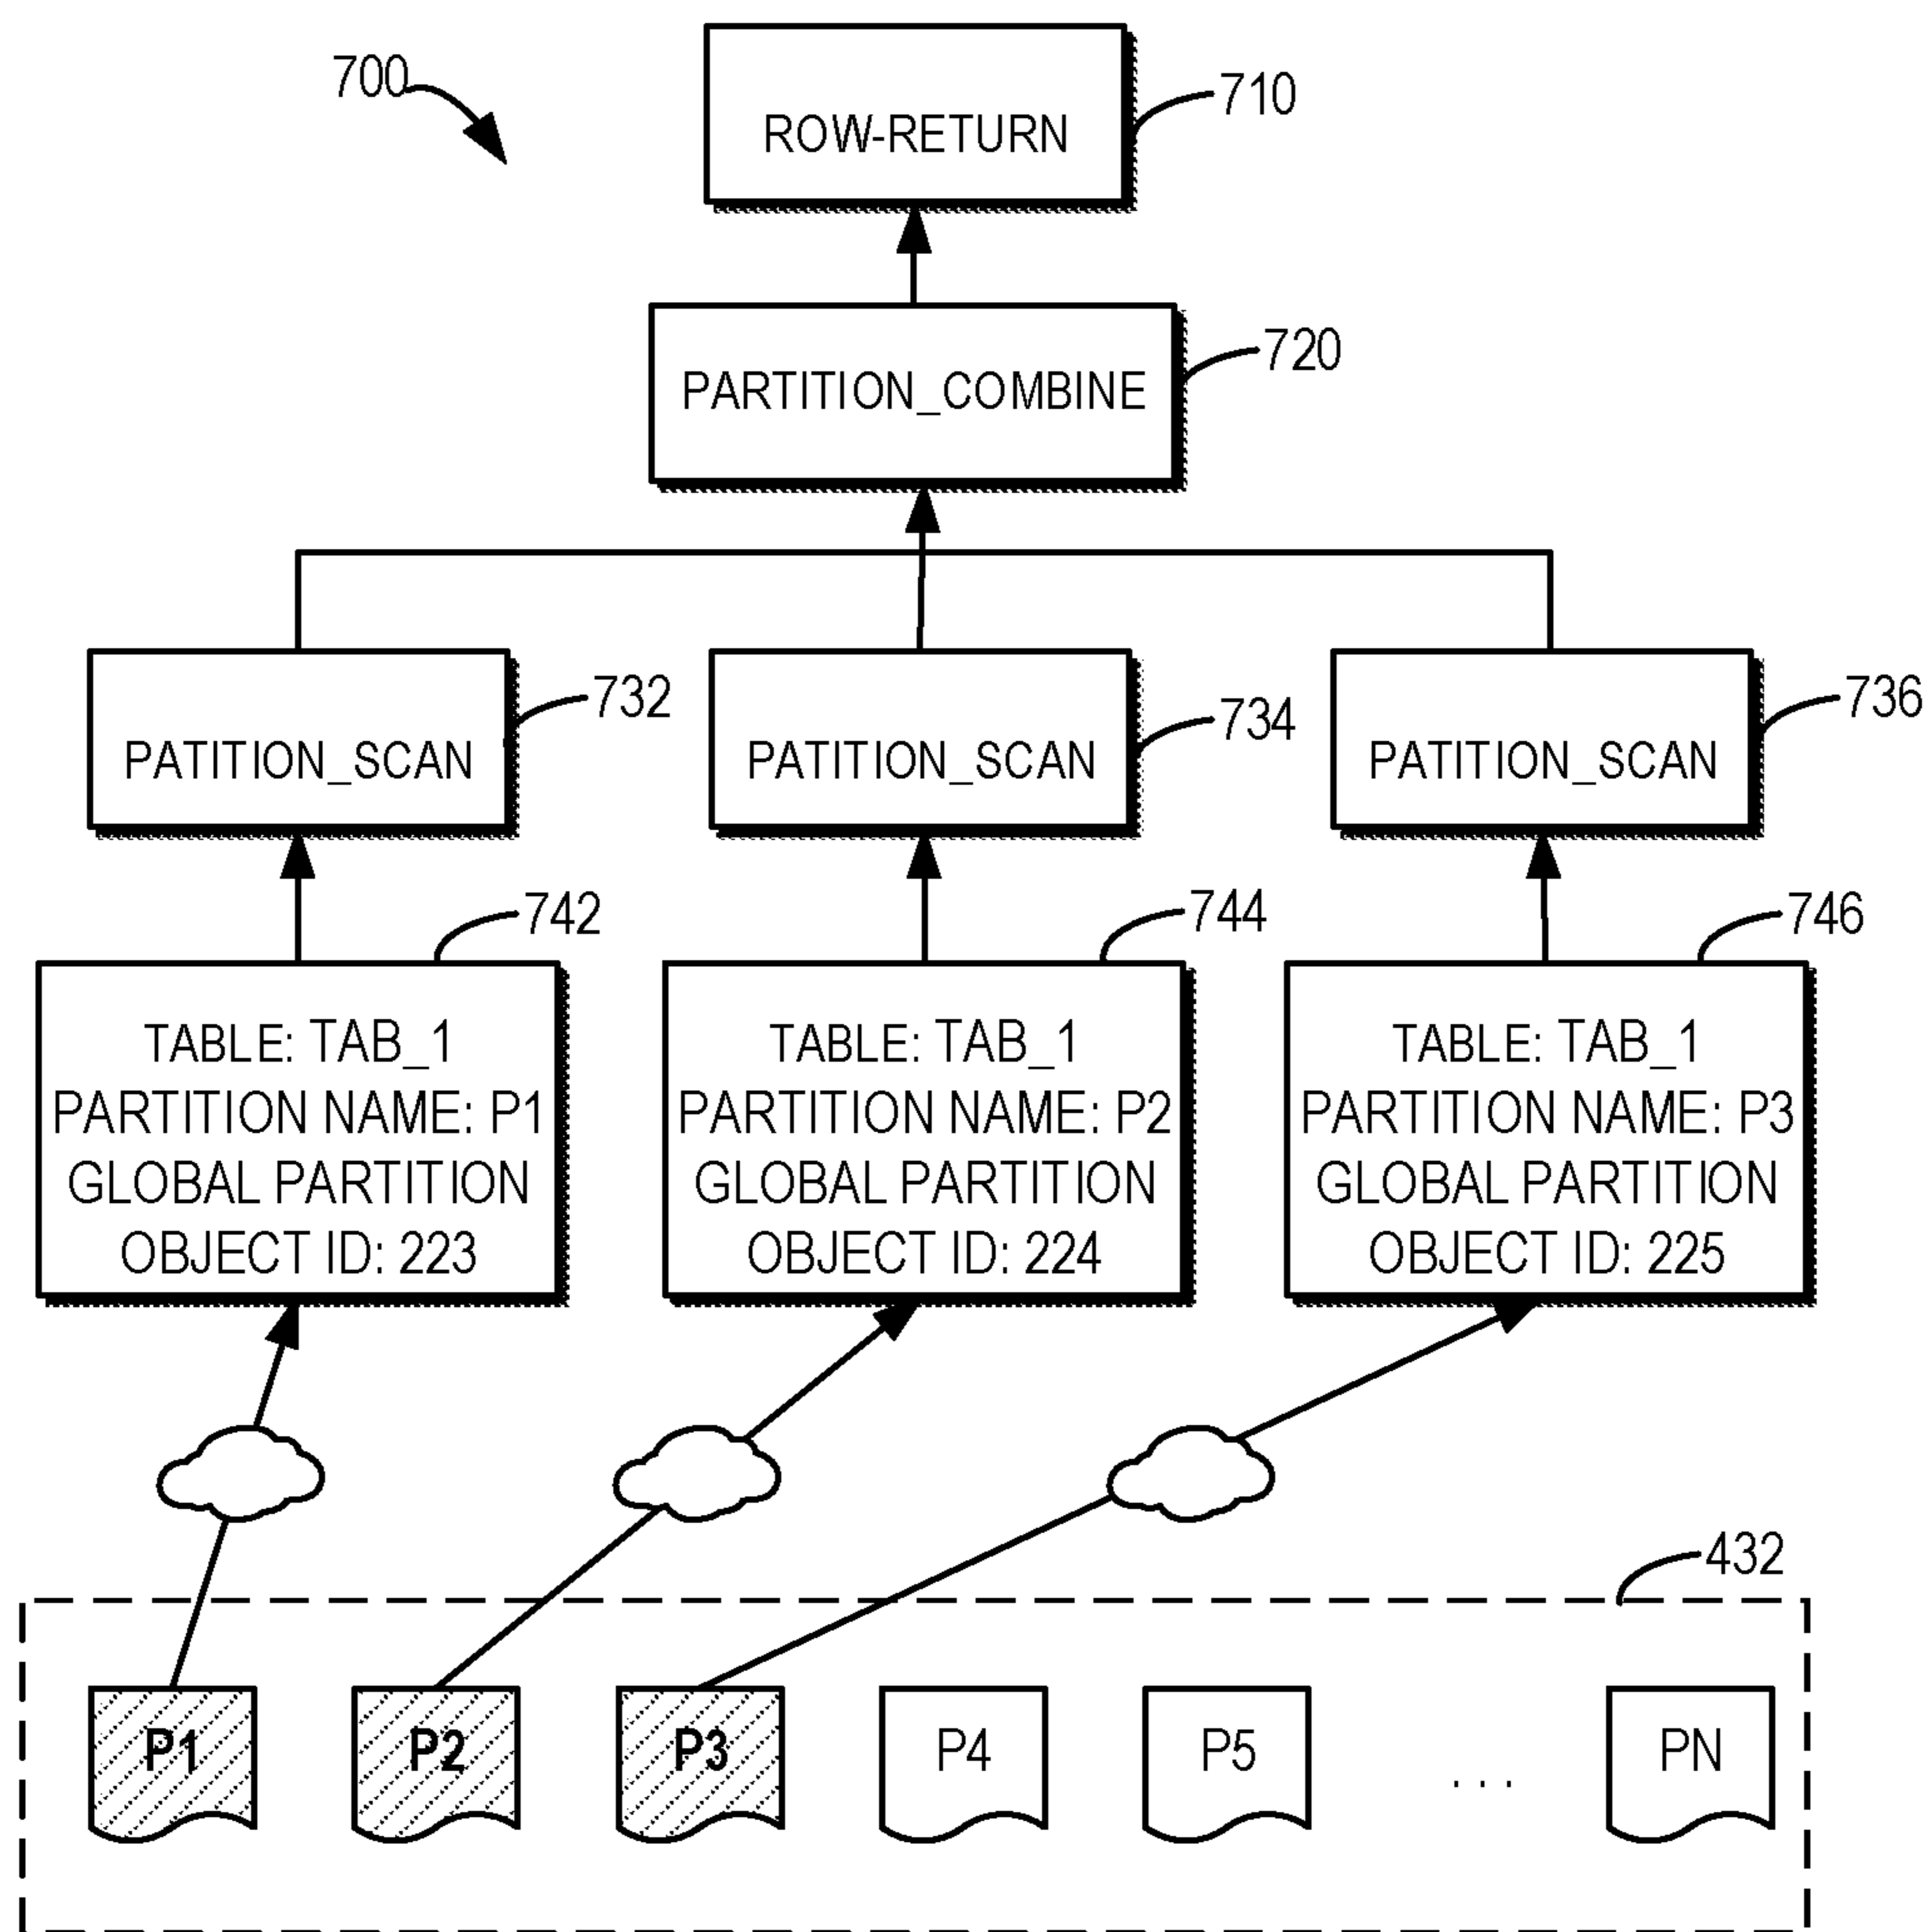 700
710
ROW-RETURN
720
PARTITION_COMBINE
732
734
736
PATITION_SCAN
PATITION_SCAN
PATITION_SCAN
742
744
746
TABLE: TAB_1
PARTITION NAME: P1
GLOBAL PARTITION
OBJECT ID: 223
TABLE: TAB_1
PARTITION NAME: P2
GLOBAL PARTITION
OBJECT ID: 224
TABLE: TAB_1
PARTITION NAME: P3
GLOBAL PARTITION
OBJECT ID: 225
432
P1
P2
P3
P4
P5
...
PN